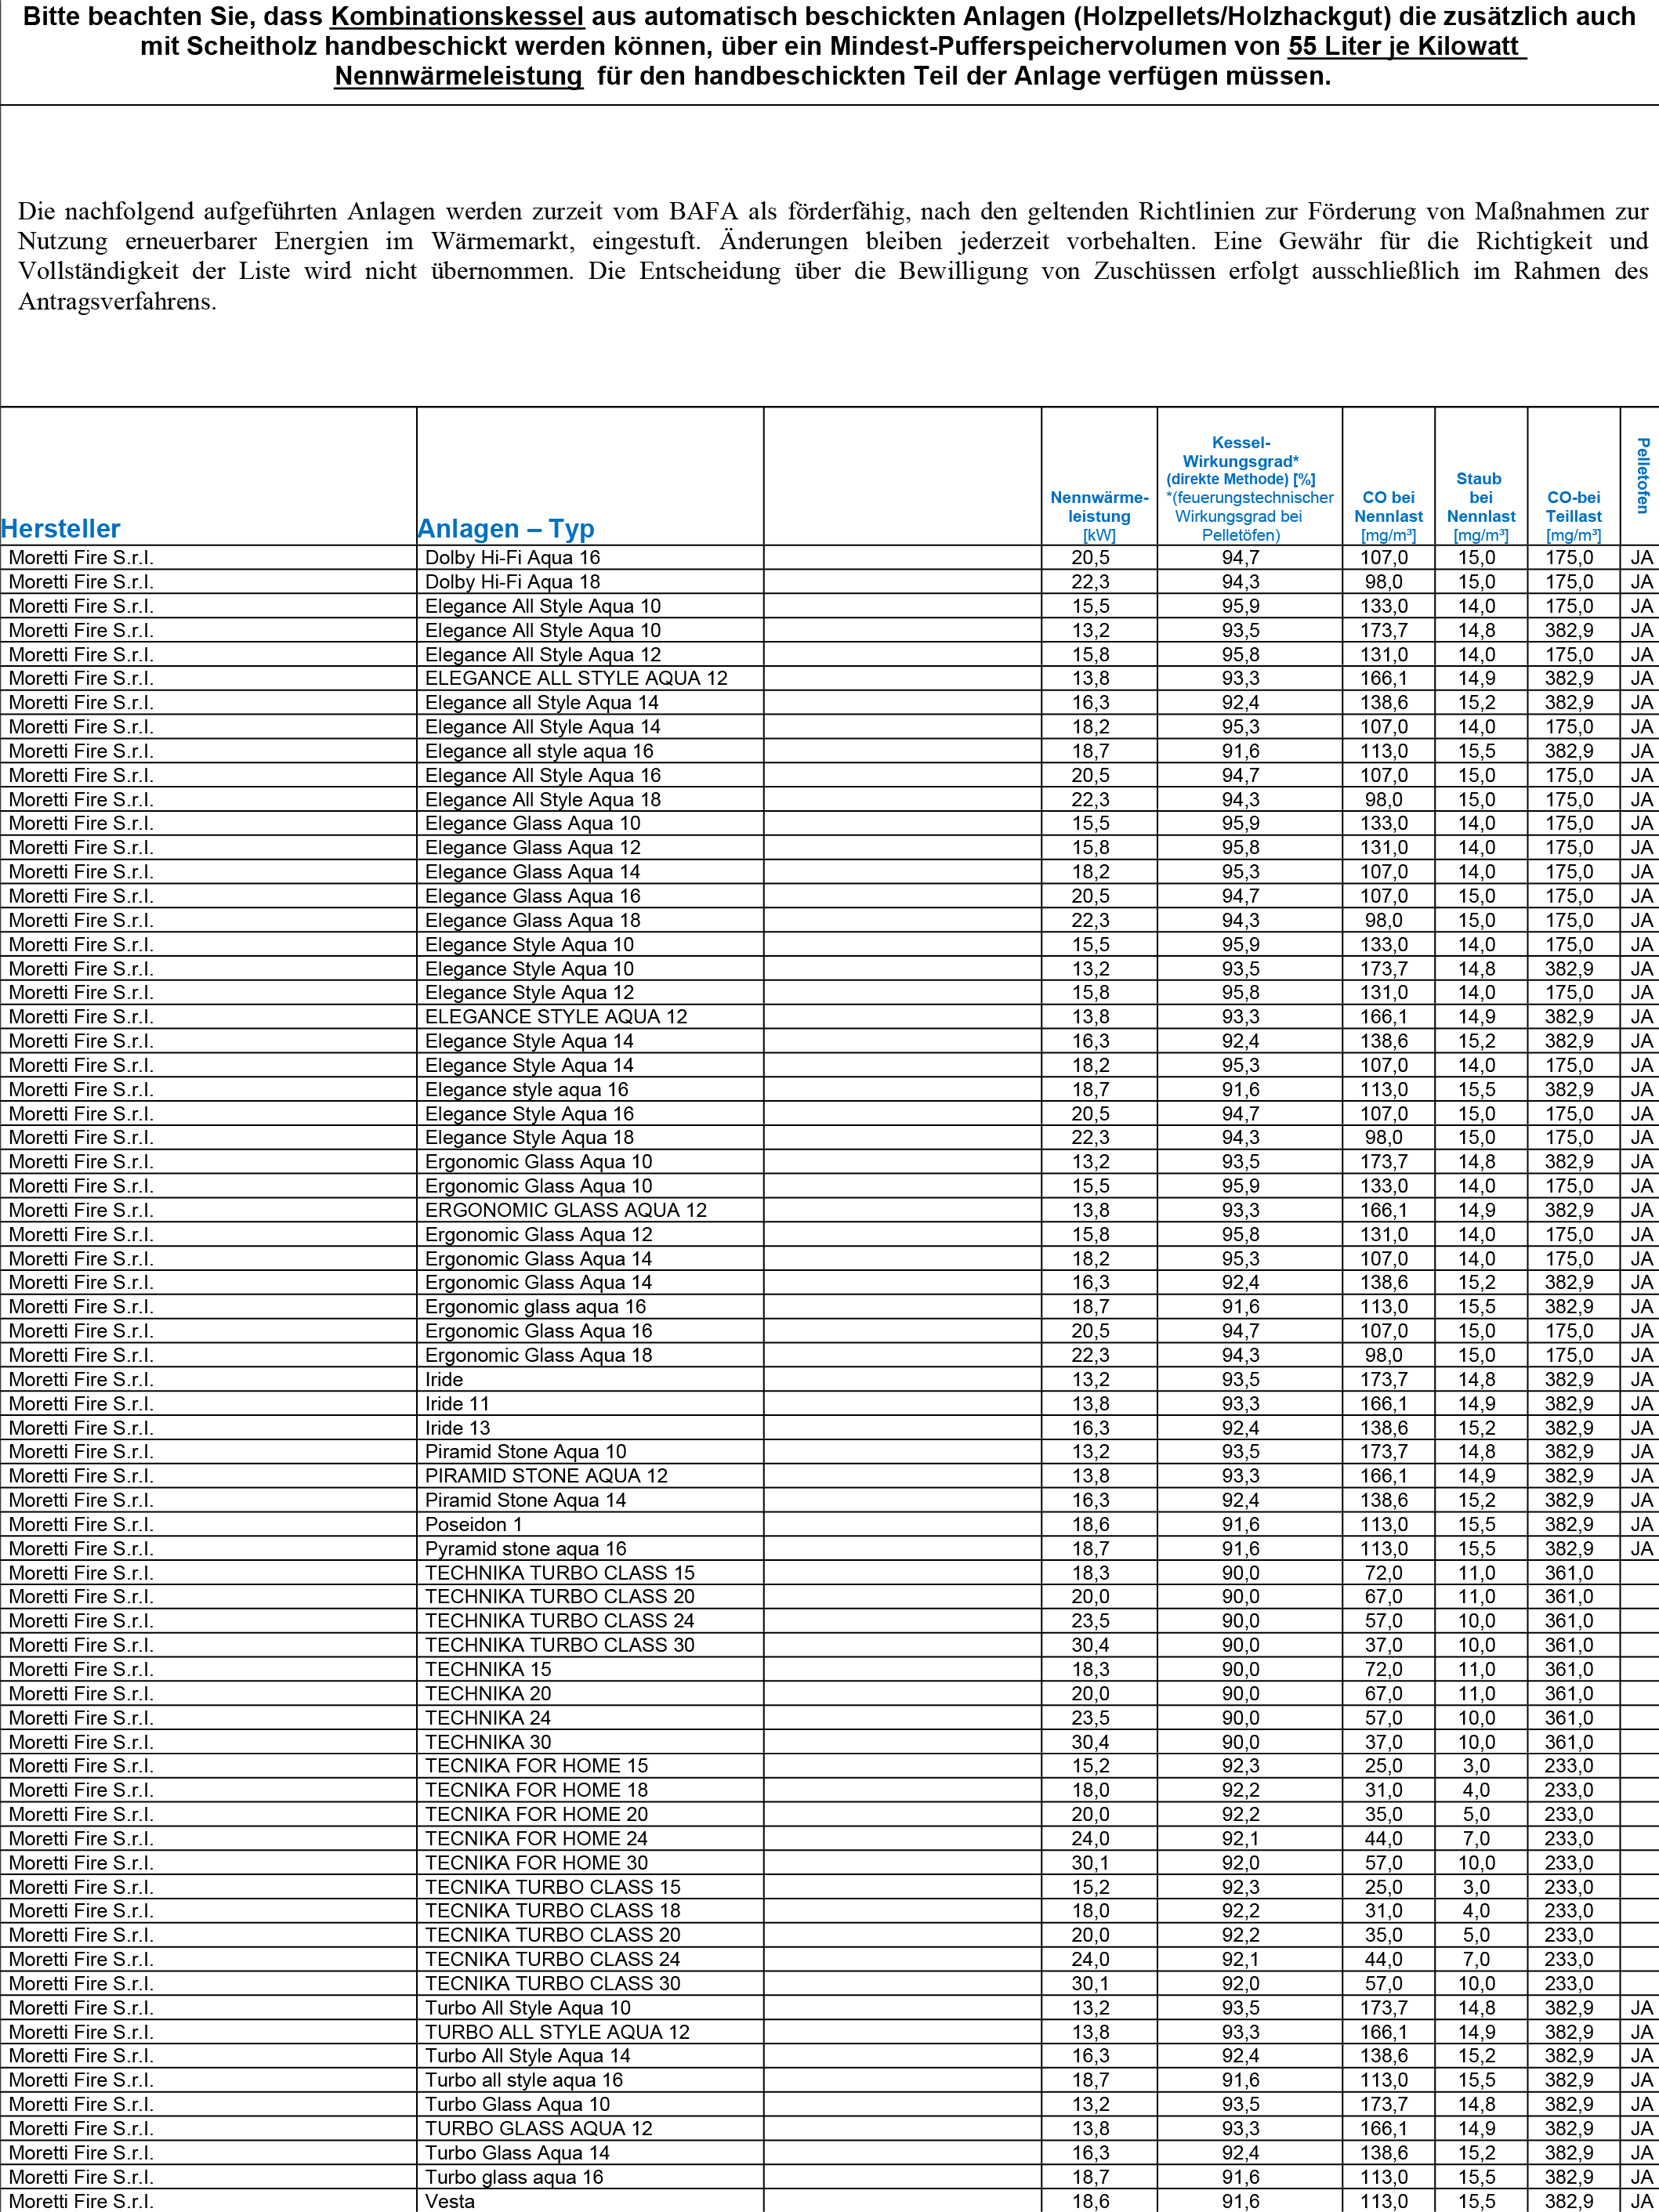 Bitte beachten Sie, dass Kombinationskessel aus automatisch beschickten Anlagen (Holzpellets/Holzhackgut) die zusätzlich auch
mit Scheitholz handbeschickt werden können, über ein Mindest-Pufferspeichervolumen von 55 Liter je Kilowatt
Nennwärmeleistung für den handbeschickten Teil der Anlage verfügen müssen.
Die nachfolgend aufgeführten Anlagen werden zurzeit vom BAFA als förderfähig, nach den geltenden Richtlinien zur Förderung von Maßnahmen zur
Nutzung erneuerbarer Energien im Wärmemarkt, eingestuft. Änderungen bleiben jederzeit vorbehalten. Eine Gewähr für die Richtigkeit und
Vollständigkeit der Liste wird nicht übernommen. Die Entscheidung über die Bewilligung von Zuschüssen erfolgt ausschließlich im Rahmen des
Antragsverfahrens.
Hersteller
Anlagen – Typ
Nennwärme-
leistung
[kW]
Kessel-
Wirkungsgrad*
(direkte Methode) [%]
*(feuerungstechnischer
Wirkungsgrad bei
Pelletöfen)
CO bei
Nennlast
[mg/m³]
Staub
bei
Nennlast
[mg/m³]
CO-bei
Teillast
[mg/m³]
Pelletofen
Moretti Fire S.r.l. Dolby Hi-Fi Aqua 16 20,5 94,7 107,0 15,0 175,0 JA
Moretti Fire S.r.l. Dolby Hi-Fi Aqua 18 22,3 94,3 98,0 15,0 175,0 JA
Moretti Fire S.r.l. Elegance All Style Aqua 10 15,5 95,9 133,0 14,0 175,0 JA
Moretti Fire S.r.l. Elegance All Style Aqua 10 13,2 93,5 173,7 14,8 382,9 JA
Moretti Fire S.r.l. Elegance All Style Aqua 12 15,8 95,8 131,0 14,0 175,0 JA
Moretti Fire S.r.l. ELEGANCE ALL STYLE AQUA 12 13,8 93,3 166,1 14,9 382,9 JA
Moretti Fire S.r.l. Elegance all Style Aqua 14 16,3 92,4 138,6 15,2 382,9 JA
Moretti Fire S.r.l. Elegance All Style Aqua 14 18,2 95,3 107,0 14,0 175,0 JA
Moretti Fire S.r.l. Elegance all style aqua 16 18,7 91,6 113,0 15,5 382,9 JA
Moretti Fire S.r.l. Elegance All Style Aqua 16 20,5 94,7 107,0 15,0 175,0 JA
Moretti Fire S.r.l. Elegance All Style Aqua 18 22,3 94,3 98,0 15,0 175,0 JA
Moretti Fire S.r.l. Elegance Glass Aqua 10 15,5 95,9 133,0 14,0 175,0 JA
Moretti Fire S.r.l. Elegance Glass Aqua 12 15,8 95,8 131,0 14,0 175,0 JA
Moretti Fire S.r.l. Elegance Glass Aqua 14 18,2 95,3 107,0 14,0 175,0 JA
Moretti Fire S.r.l. Elegance Glass Aqua 16 20,5 94,7 107,0 15,0 175,0 JA
Moretti Fire S.r.l. Elegance Glass Aqua 18 22,3 94,3 98,0 15,0 175,0 JA
Moretti Fire S.r.l. Elegance Style Aqua 10 15,5 95,9 133,0 14,0 175,0 JA
Moretti Fire S.r.l. Elegance Style Aqua 10 13,2 93,5 173,7 14,8 382,9 JA
Moretti Fire S.r.l. Elegance Style Aqua 12 15,8 95,8 131,0 14,0 175,0 JA
Moretti Fire S.r.l. ELEGANCE STYLE AQUA 12 13,8 93,3 166,1 14,9 382,9 JA
Moretti Fire S.r.l. Elegance Style Aqua 14 16,3 92,4 138,6 15,2 382,9 JA
Moretti Fire S.r.l. Elegance Style Aqua 14 18,2 95,3 107,0 14,0 175,0 JA
Moretti Fire S.r.l. Elegance style aqua 16 18,7 91,6 113,0 15,5 382,9 JA
Moretti Fire S.r.l. Elegance Style Aqua 16 20,5 94,7 107,0 15,0 175,0 JA
Moretti Fire S.r.l. Elegance Style Aqua 18 22,3 94,3 98,0 15,0 175,0 JA
Moretti Fire S.r.l. Ergonomic Glass Aqua 10 13,2 93,5 173,7 14,8 382,9 JA
Moretti Fire S.r.l. Ergonomic Glass Aqua 10 15,5 95,9 133,0 14,0 175,0 JA
Moretti Fire S.r.l. ERGONOMIC GLASS AQUA 12 13,8 93,3 166,1 14,9 382,9 JA
Moretti Fire S.r.l. Ergonomic Glass Aqua 12 15,8 95,8 131,0 14,0 175,0 JA
Moretti Fire S.r.l. Ergonomic Glass Aqua 14 18,2 95,3 107,0 14,0 175,0 JA
Moretti Fire S.r.l. Ergonomic Glass Aqua 14 16,3 92,4 138,6 15,2 382,9 JA
Moretti Fire S.r.l. Ergonomic glass aqua 16 18,7 91,6 113,0 15,5 382,9 JA
Moretti Fire S.r.l. Ergonomic Glass Aqua 16 20,5 94,7 107,0 15,0 175,0 JA
Moretti Fire S.r.l. Ergonomic Glass Aqua 18 22,3 94,3 98,0 15,0 175,0 JA
Moretti Fire S.r.l. Iride 13,2 93,5 173,7 14,8 382,9 JA
Moretti Fire S.r.l. Iride 11 13,8 93,3 166,1 14,9 382,9 JA
Moretti Fire S.r.l. Iride 13 16,3 92,4 138,6 15,2 382,9 JA
Moretti Fire S.r.l. Piramid Stone Aqua 10 13,2 93,5 173,7 14,8 382,9 JA
Moretti Fire S.r.l. PIRAMID STONE AQUA 12 13,8 93,3 166,1 14,9 382,9 JA
Moretti Fire S.r.l. Piramid Stone Aqua 14 16,3 92,4 138,6 15,2 382,9 JA
Moretti Fire S.r.l. Poseidon 1 18,6 91,6 113,0 15,5 382,9 JA
Moretti Fire S.r.l. Pyramid stone aqua 16 18,7 91,6 113,0 15,5 382,9 JA
Moretti Fire S.r.l. TECHNIKA TURBO CLASS 15 18,3 90,0 72,0 11,0 361,0
Moretti Fire S.r.l. TECHNIKA TURBO CLASS 20 20,0 90,0 67,0 11,0 361,0
Moretti Fire S.r.l. TECHNIKA TURBO CLASS 24 23,5 90,0 57,0 10,0 361,0
Moretti Fire S.r.l. TECHNIKA TURBO CLASS 30 30,4 90,0 37,0 10,0 361,0
Moretti Fire S.r.l. TECHNIKA 15 18,3 90,0 72,0 11,0 361,0
Moretti Fire S.r.l. TECHNIKA 20 20,0 90,0 67,0 11,0 361,0
Moretti Fire S.r.l. TECHNIKA 24 23,5 90,0 57,0 10,0 361,0
Moretti Fire S.r.l. TECHNIKA 30 30,4 90,0 37,0 10,0 361,0
Moretti Fire S.r.l. TECNIKA FOR HOME 15 15,2 92,3 25,0 3,0 233,0
Moretti Fire S.r.l. TECNIKA FOR HOME 18 18,0 92,2 31,0 4,0 233,0
Moretti Fire S.r.l. TECNIKA FOR HOME 20 20,0 92,2 35,0 5,0 233,0
Moretti Fire S.r.l. TECNIKA FOR HOME 24 24,0 92,1 44,0 7,0 233,0
Moretti Fire S.r.l. TECNIKA FOR HOME 30 30,1 92,0 57,0 10,0 233,0
Moretti Fire S.r.l. TECNIKA TURBO CLASS 15 15,2 92,3 25,0 3,0 233,0
Moretti Fire S.r.l. TECNIKA TURBO CLASS 18 18,0 92,2 31,0 4,0 233,0
Moretti Fire S.r.l. TECNIKA TURBO CLASS 20 20,0 92,2 35,0 5,0 233,0
Moretti Fire S.r.l. TECNIKA TURBO CLASS 24 24,0 92,1 44,0 7,0 233,0
Moretti Fire S.r.l. TECNIKA TURBO CLASS 30 30,1 92,0 57,0 10,0 233,0
Moretti Fire S.r.l. Turbo All Style Aqua 10 13,2 93,5 173,7 14,8 382,9 JA
Moretti Fire S.r.l. TURBO ALL STYLE AQUA 12 13,8 93,3 166,1 14,9 382,9 JA
Moretti Fire S.r.l. Turbo All Style Aqua 14 16,3 92,4 138,6 15,2 382,9 JA
Moretti Fire S.r.l. Turbo all style aqua 16 18,7 91,6 113,0 15,5 382,9 JA
Moretti Fire S.r.l. Turbo Glass Aqua 10 13,2 93,5 173,7 14,8 382,9 JA
Moretti Fire S.r.l. TURBO GLASS AQUA 12 13,8 93,3 166,1 14,9 382,9 JA
Moretti Fire S.r.l. Turbo Glass Aqua 14 16,3 92,4 138,6 15,2 382,9 JA
Moretti Fire S.r.l. Turbo glass aqua 16 18,7 91,6 113,0 15,5 382,9 JA
Moretti Fire S.r.l. Vesta 18,6 91,6 113,0 15,5 382,9 JA